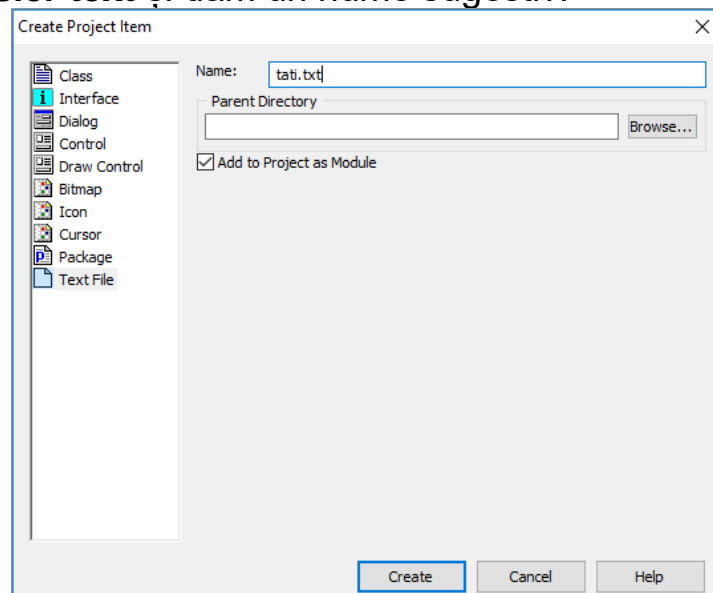 Create Project Item
Class
Interface
Dialog
Control
Draw Control
Bitmap
Icon
Cursor
Package
Text File
Name: tati.txt
Parent Directory
Browse...
Add to Project as Module
Create Cancel Help